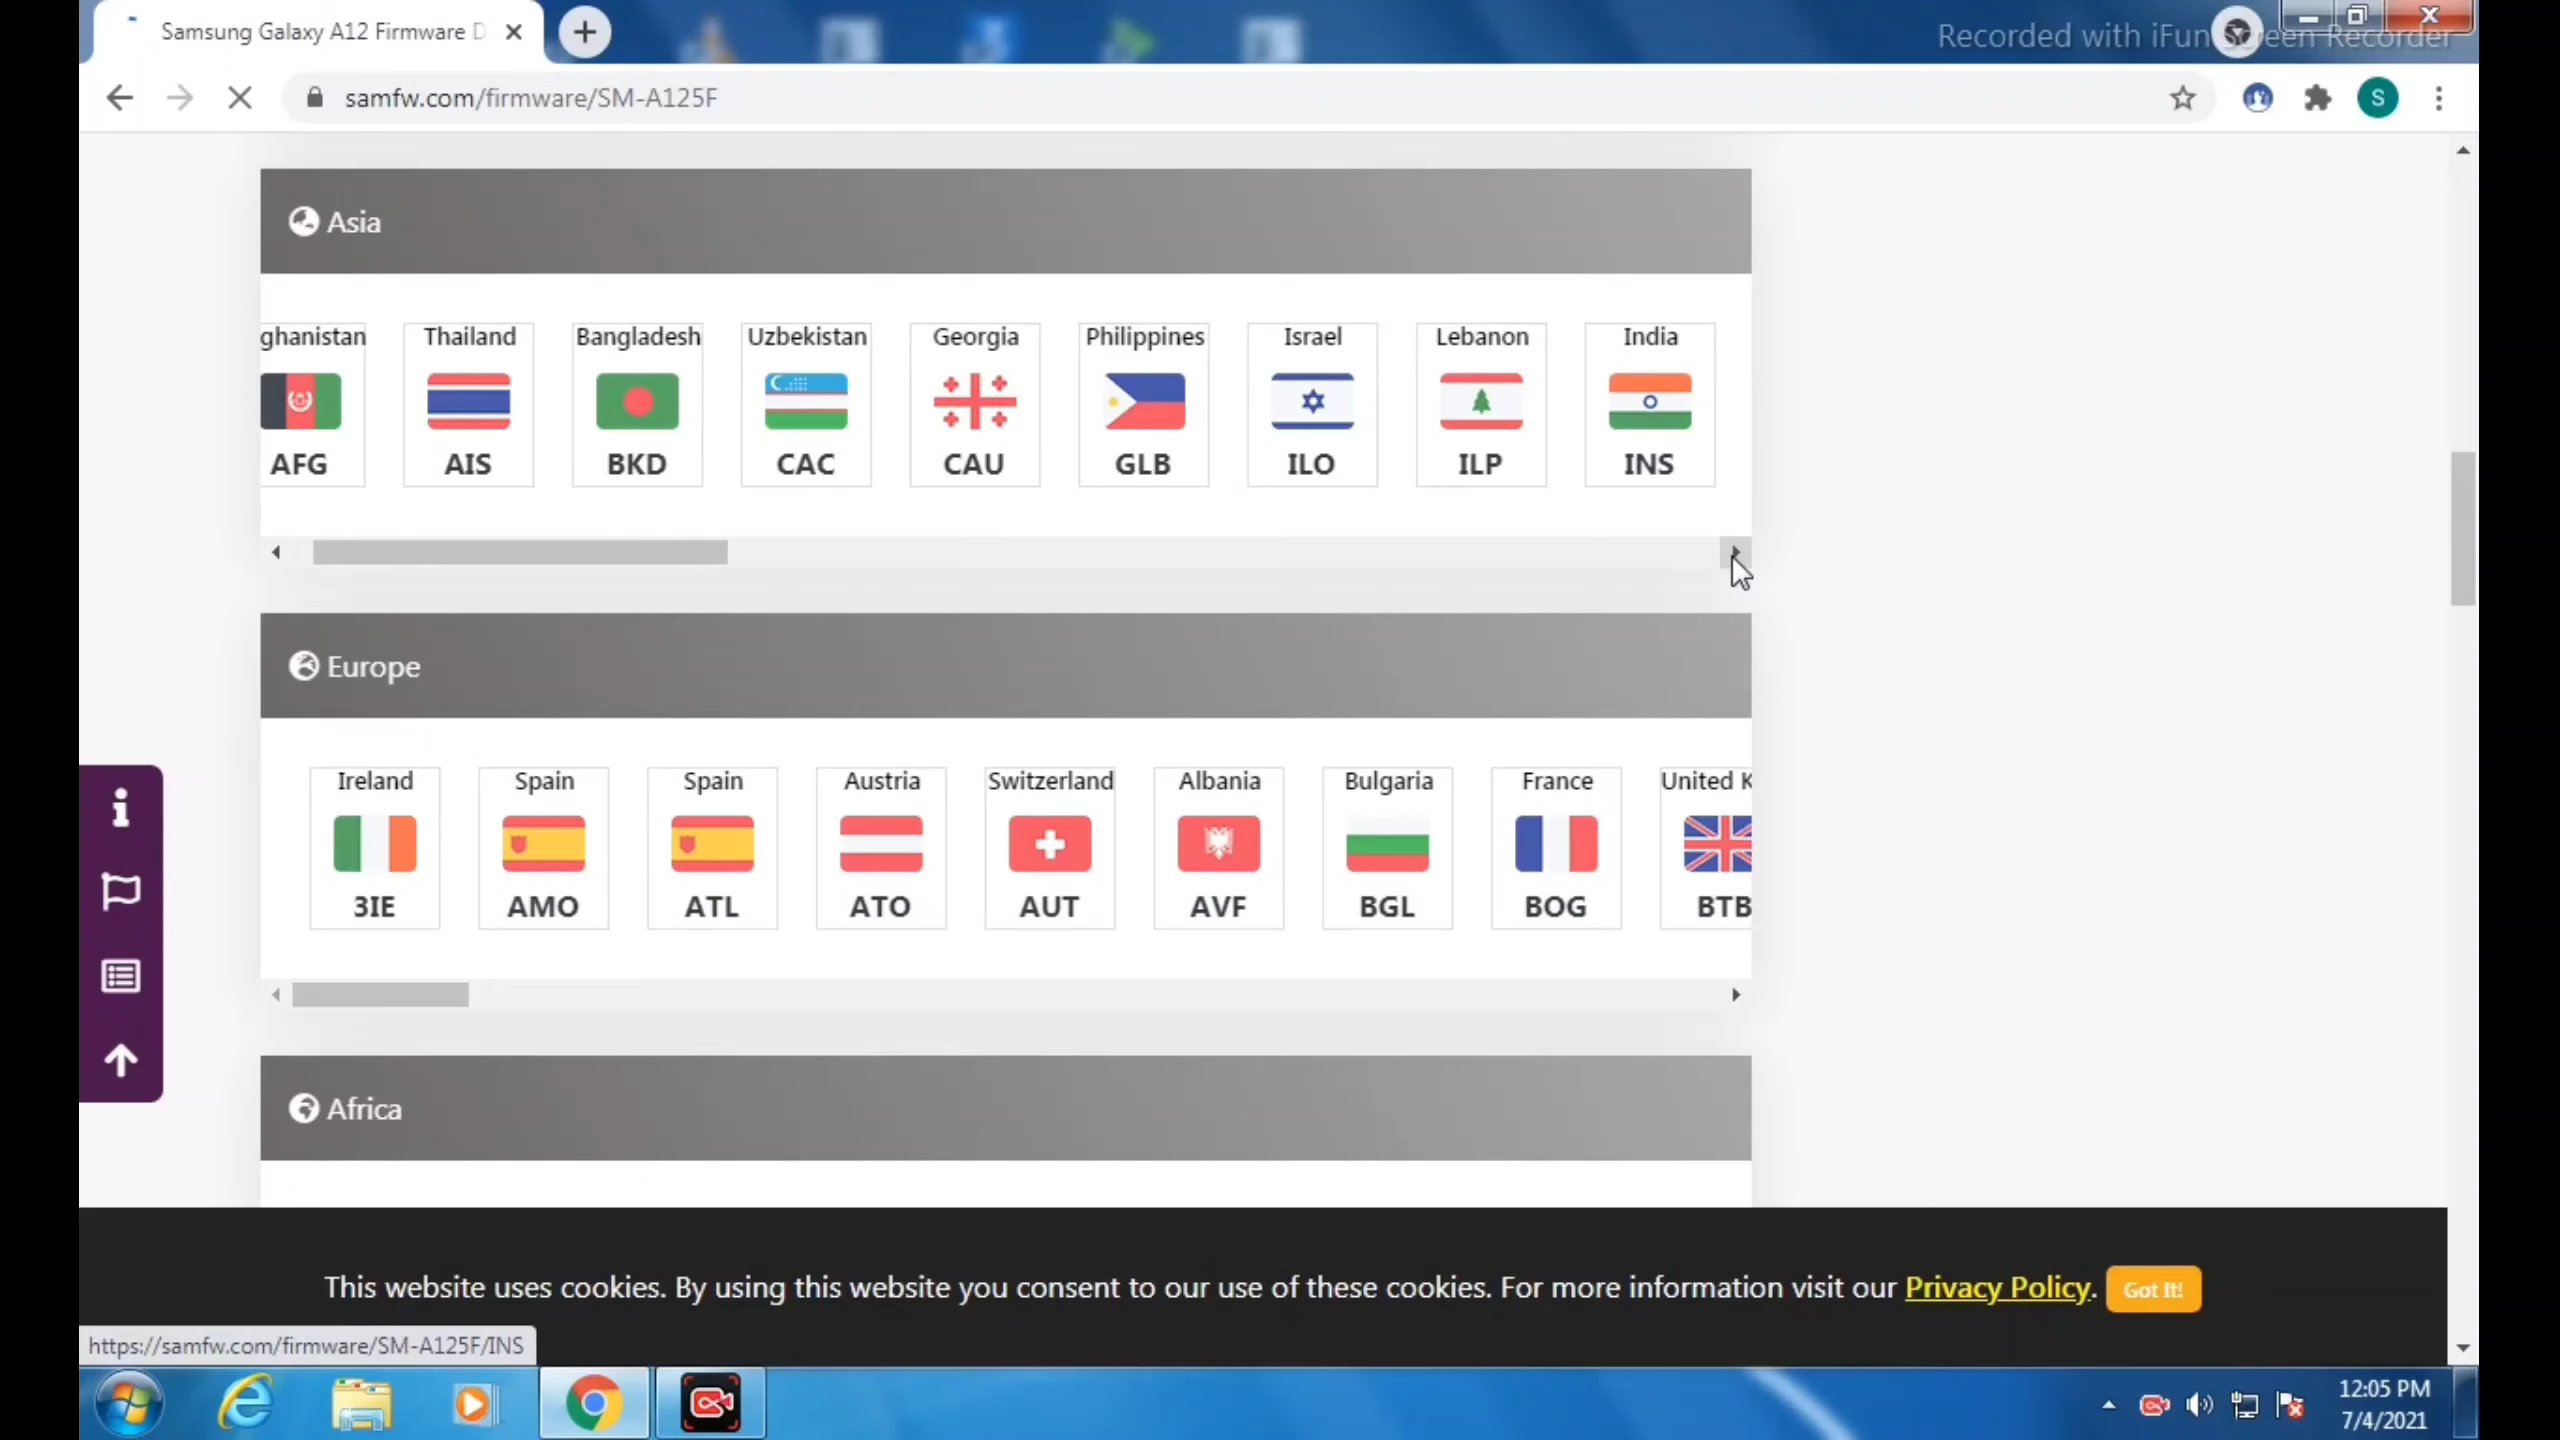 Samsung Galaxy A12 Firmware D
Recorded with iFun Screen Recorder
samfw.com/firmware/SM-A125F
S
Asia
ghanistan
Thailand
Bangladesh
Uzbekistan
Georgia
Philippines
Israel
Lebanon
India
AFG
AIS
BKD
CAC
CAU
GLB
ILO
ILP
INS
Europe
Ireland
Spain
Spain
Austria
Switzerland
Albania
Bulgaria
France
United K
3IE
AMO
ATL
ATO
AUT
AVF
BGL
BOG
BTB
Africa
This website uses cookies. By using this website you consent to our use of these cookies. For more information visit our Privacy Policy. Got It!
https://samfw.com/firmware/SM-A125F/INS
12:05 PM
7/4/2021